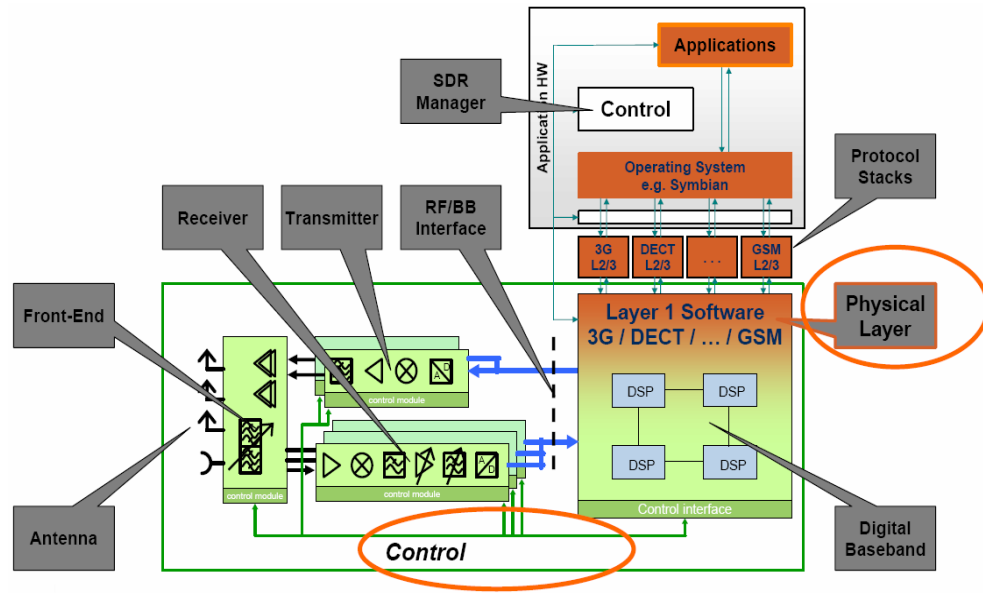 Applications
SDR
Manager
Application HW
Control
Operating System
e.g. Symbian
Protocol
Stacks
Receiver
Transmitter
RF/BB
Interface
3G
L2/3
DECT
L2/3
. . .
GSM
L2/3
Front-End
Layer 1 Software
3G / DECT / … / GSM
Physical
Layer
A
D
control module
DSP
DSP
DSP
DSP
A
D
control module
control module
Control interface
Antenna
Control
Digital
Baseband